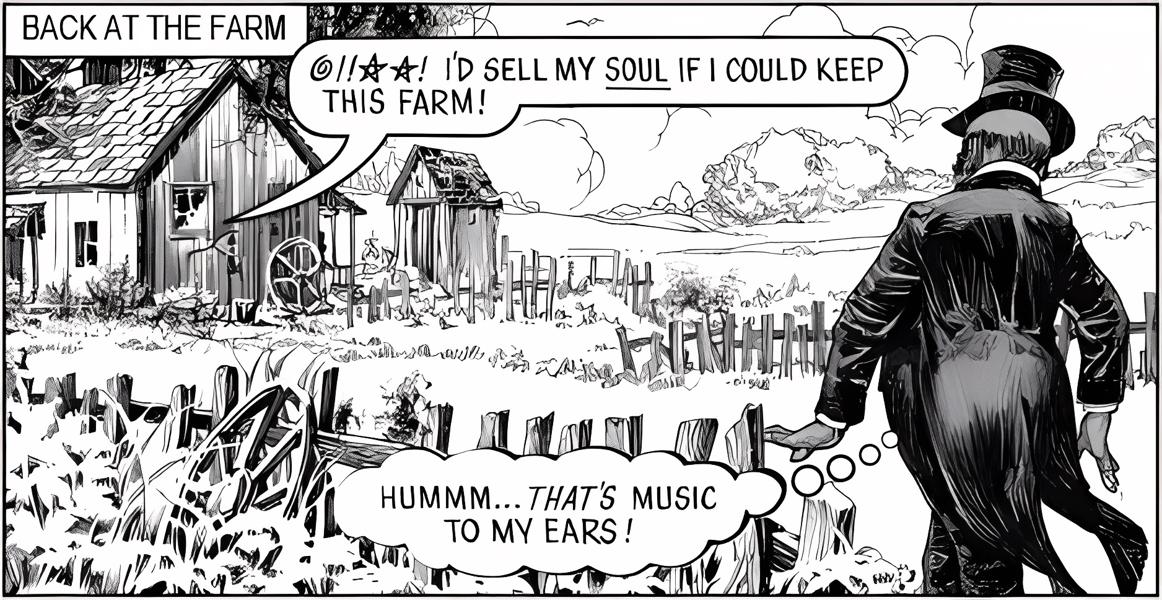 BACK AT THE FARM
@!!☆☆! I'D SELL MY SOUL IF I COULD KEEP
THIS FARM!
HUMMM... THAT'S MUSIC
TO MY EARS!